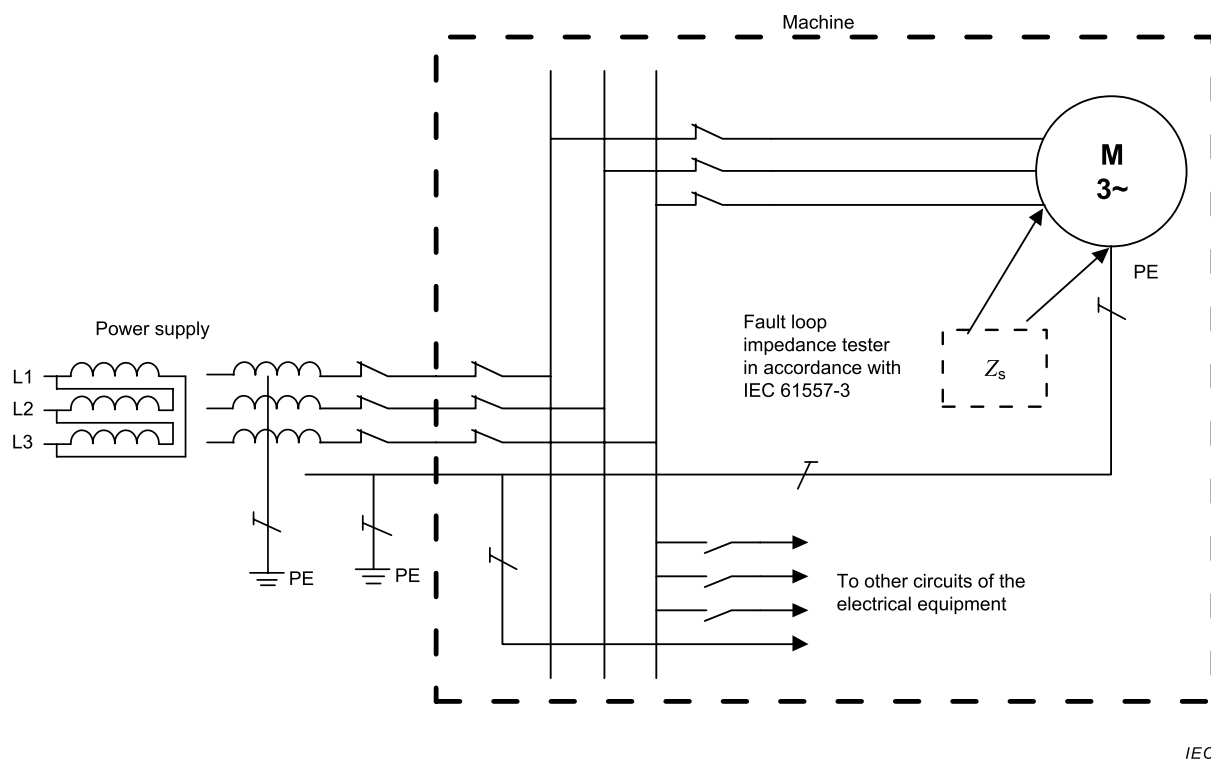 Machine
M
3~
PE
Power supply
Fault loop
impedance tester
in accordance with
IEC 61557-3
Zs
L1
L2
L3
PE
PE
To other circuits of the
electrical equipment
IEC